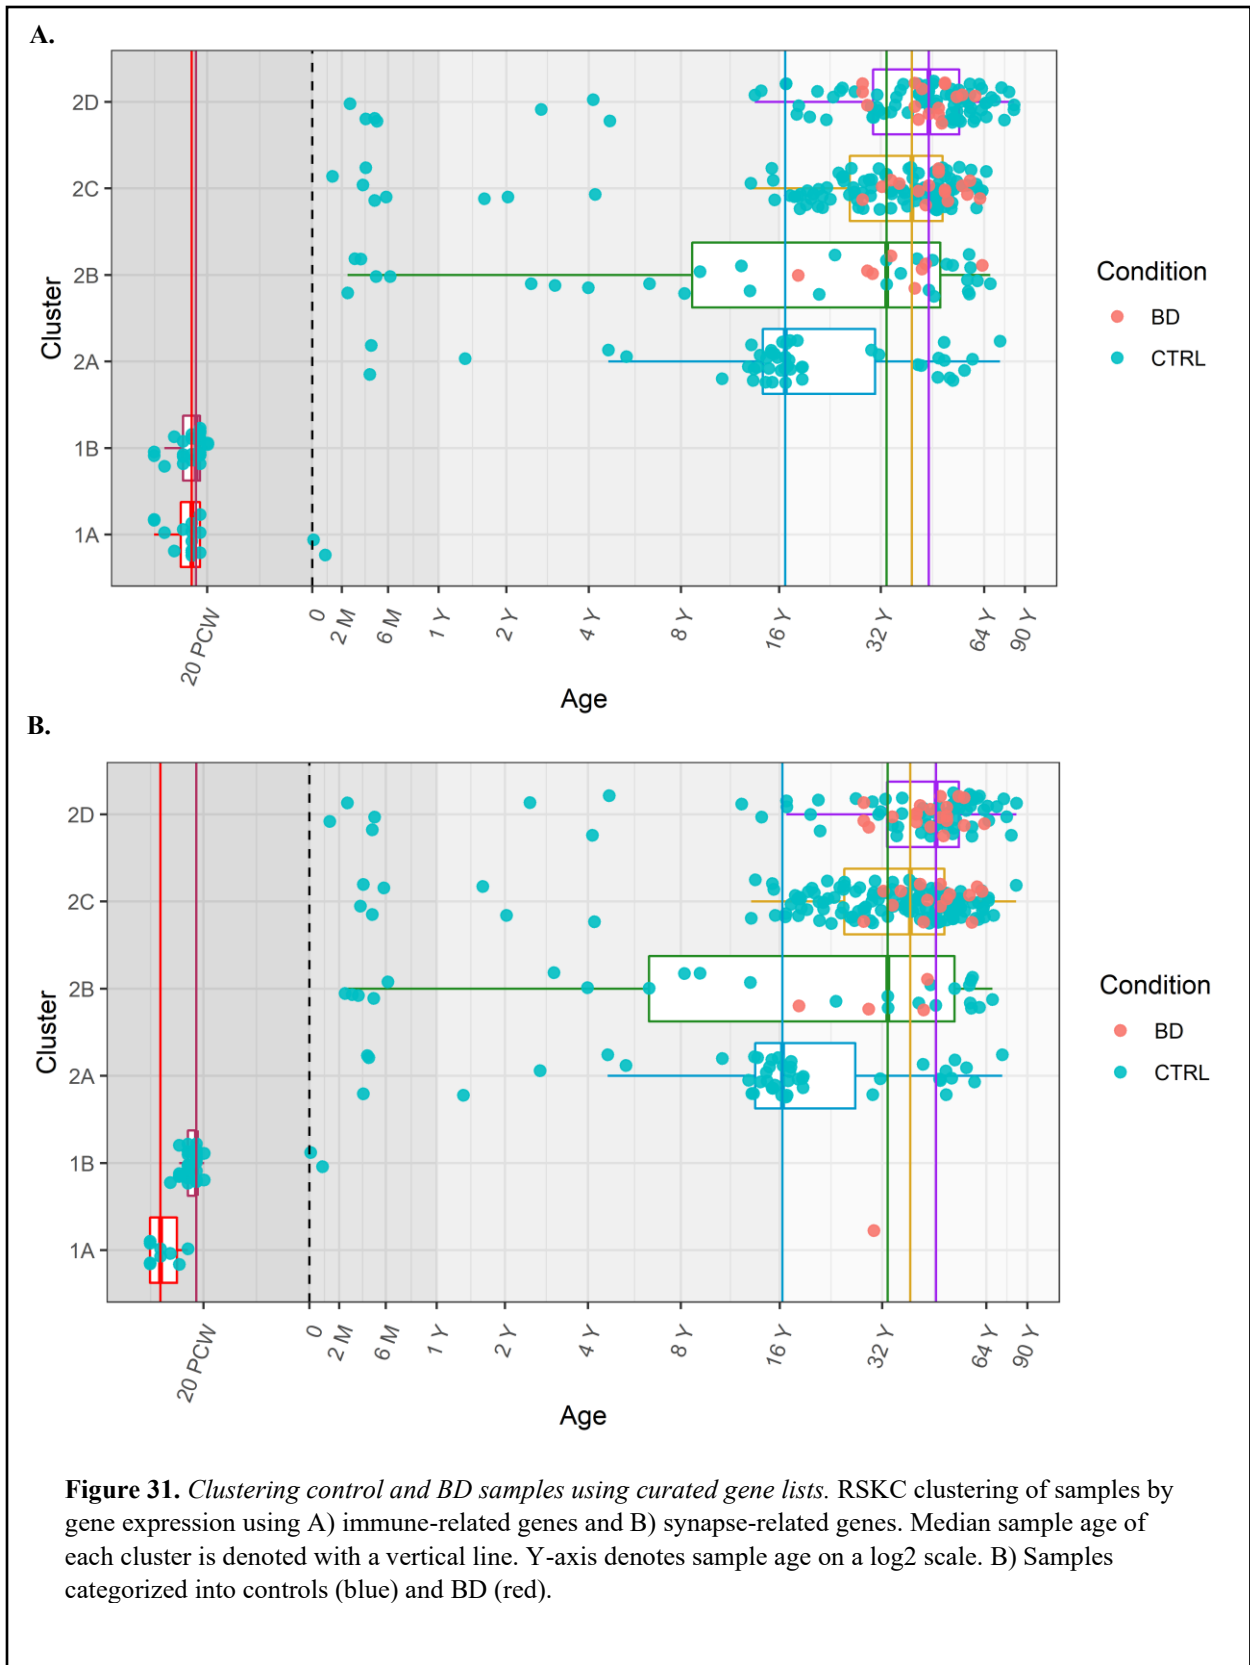 A.
2D
2C
2B
2A
1B
1A
Cluster
20 PCW
0
2 M
6 M
1 Y
2 Y
4 Y
8 Y
16 Y
32 Y
64 Y
90 Y
Age
Condition
BD
CTRL
B.
2D
2C
2B
2A
1B
1A
Cluster
20 PCW
0
2 M
6 M
1 Y
2 Y
4 Y
8 Y
16 Y
32 Y
64 Y
90 Y
Age
Condition
BD
CTRL
Figure 31. Clustering control and BD samples using curated gene lists. RSKC clustering of samples by
gene expression using A) immune-related genes and B) synapse-related genes. Median sample age of
each cluster is denoted with a vertical line. Y-axis denotes sample age on a log2 scale. B) Samples
categorized into controls (blue) and BD (red).